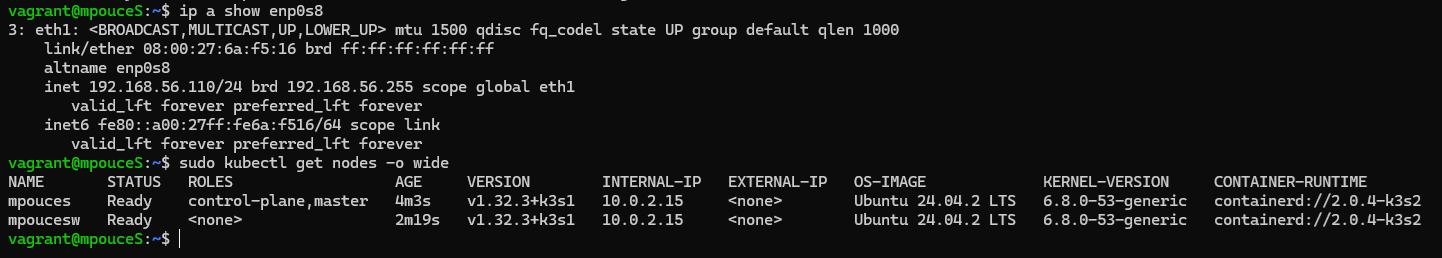 vagrant@mpouceS:~$ ip a show enp0s8
3: eth1: <BROADCAST,MULTICAST,UP,LOWER_UP> mtu 1500 qdisc fq_codel state UP group default qlen 1000
    link/ether 08:00:27:6a:f5:16 brd ff:ff:ff:ff:ff:ff
    altname enp0s8
    inet 192.168.56.110/24 brd 192.168.56.255 scope global eth1
       valid_lft forever preferred_lft forever
    inet6 fe80::a00:27ff:fe6a:f516/64 scope link
       valid_lft forever preferred_lft forever
vagrant@mpouceS:~$ sudo kubectl get nodes -o wide
NAME       STATUS   ROLES                  AGE     VERSION        INTERNAL-IP   EXTERNAL-IP   OS-IMAGE             KERNEL-VERSION     CONTAINER-RUNTIME
mpouces    Ready    control-plane,master   4m3s    v1.32.3+k3s1   10.0.2.15     <none>        Ubuntu 24.04.2 LTS   6.8.0-53-generic   containerd://2.0.4-k3s2
mpoucesw   Ready    <none>                 2m19s   v1.32.3+k3s1   10.0.2.15     <none>        Ubuntu 24.04.2 LTS   6.8.0-53-generic   containerd://2.0.4-k3s2
vagrant@mpouceS:~$